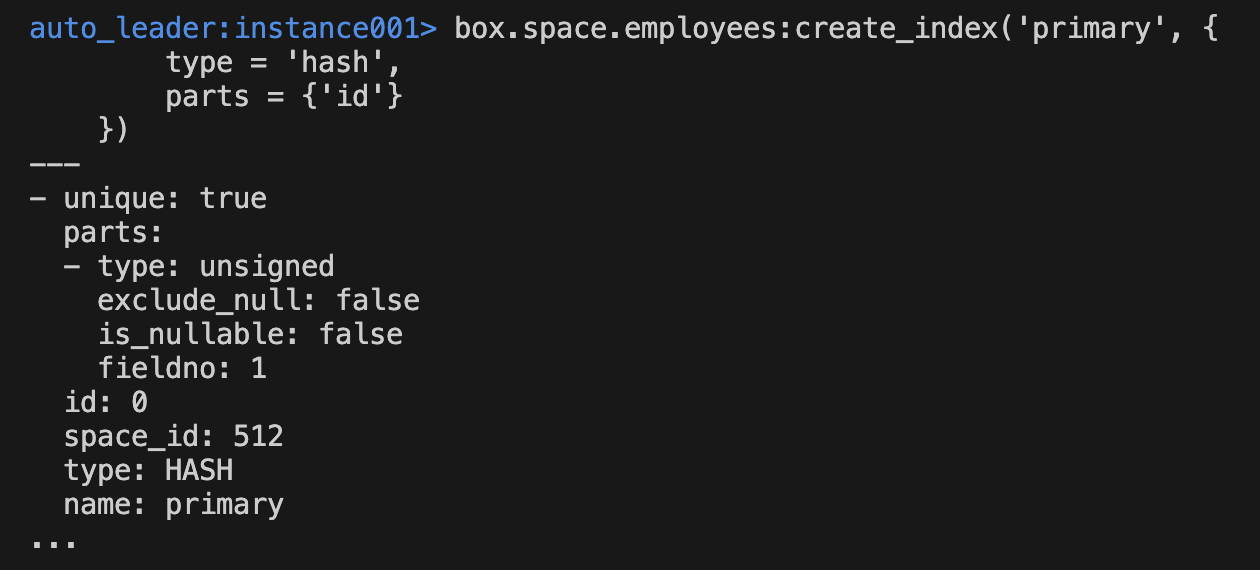 auto_leader:instance001> box.space.employees:create_index('primary', {
        type = 'hash',
        parts = {'id'}
    })
---
- unique: true
  parts:
  - type: unsigned
    exclude_null: false
    is_nullable: false
    fieldno: 1
  id: 0
  space_id: 512
  type: HASH
  name: primary
...